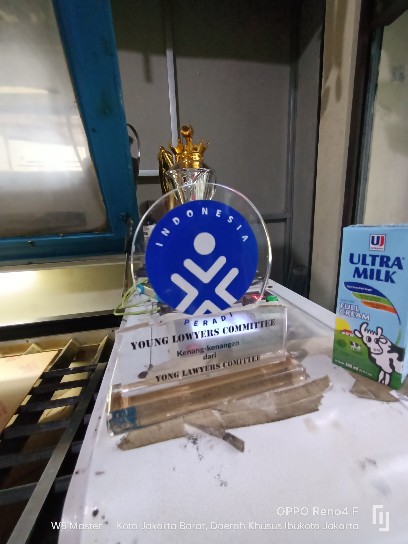 INDONESIA
PERADI
YOUNG LOWYERS COMMITTEE
Kenang-kenangan
dari
YONG LAWYERS COMMITTEE
ULTRA
MILK
FULL
CREAM
OPPO Reno4 F
WB Master Kota Jakarta Barat, Daerah Khusus Ibukota Jakarta